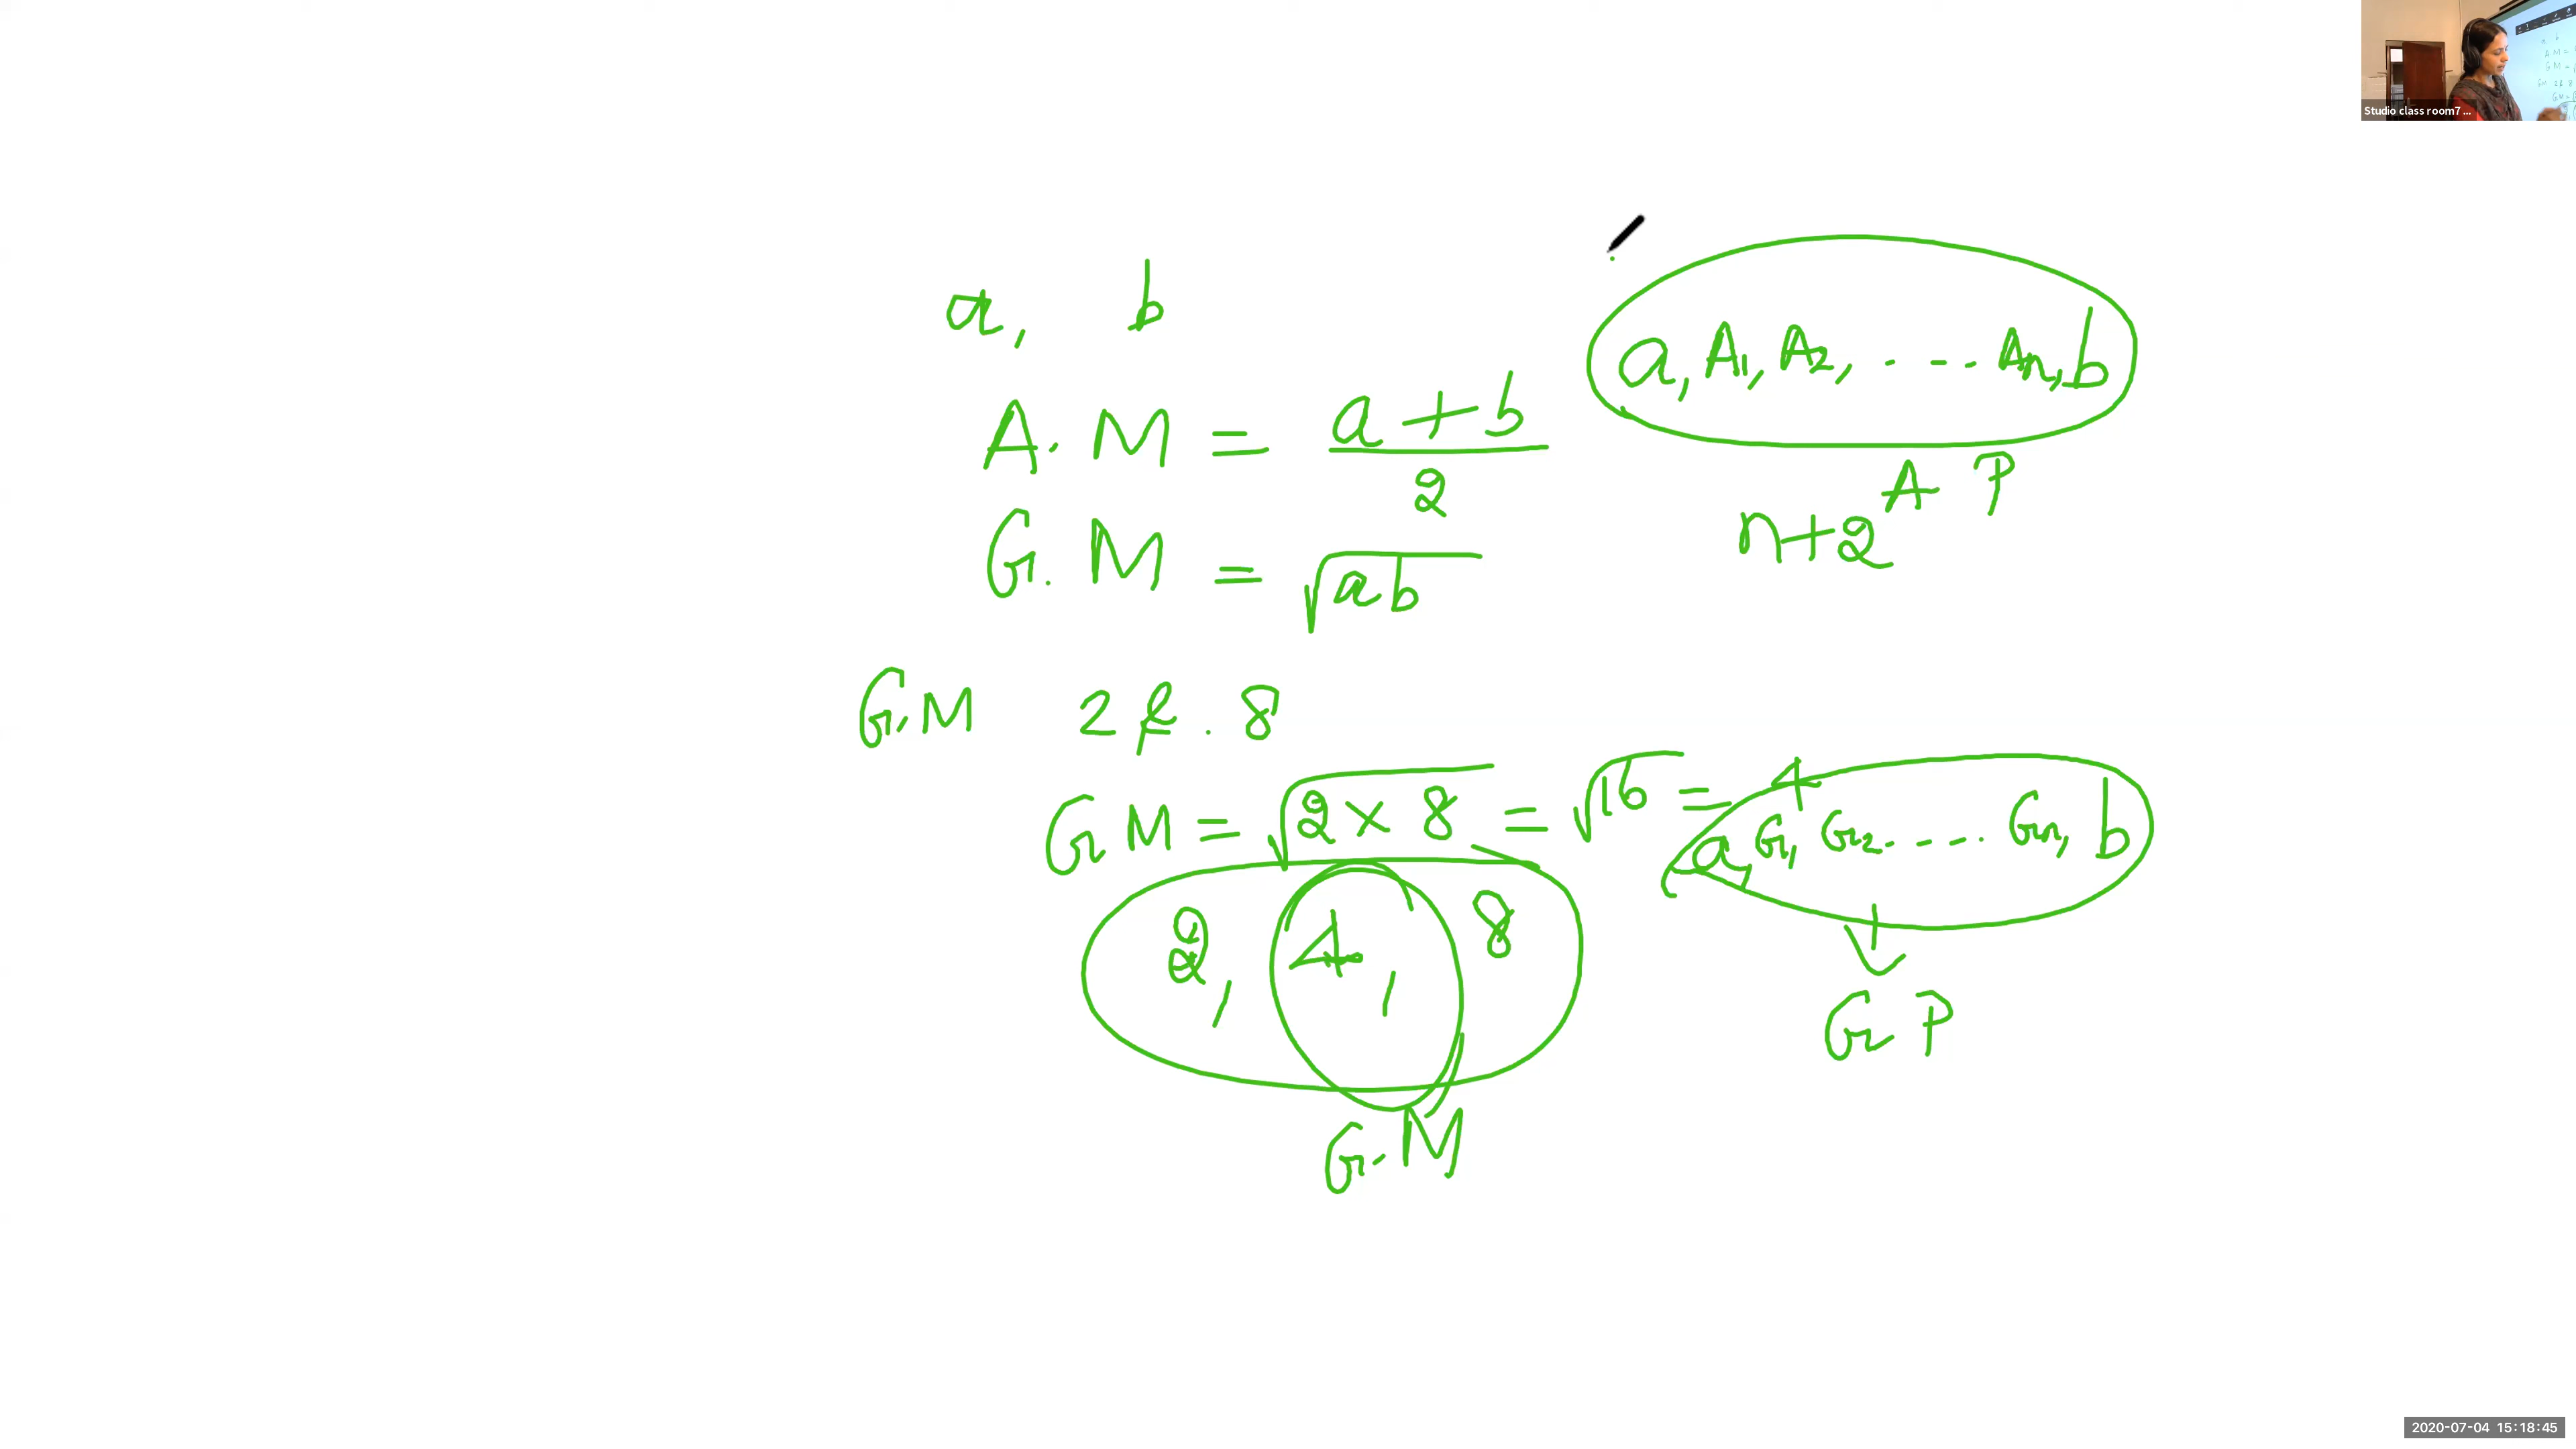 a, b
A.M = a + b / 2
G.M = √ab
a, A1, A2, ---- An, b
A P
n+2
G.M 2 & . 8
GM = √2 × 8 = √16 = 4
a, G1, G2 ---- Gn, b
G P
2, 4, 8
G.M
Studio class room7 ...
2020-07-04 15:18:45